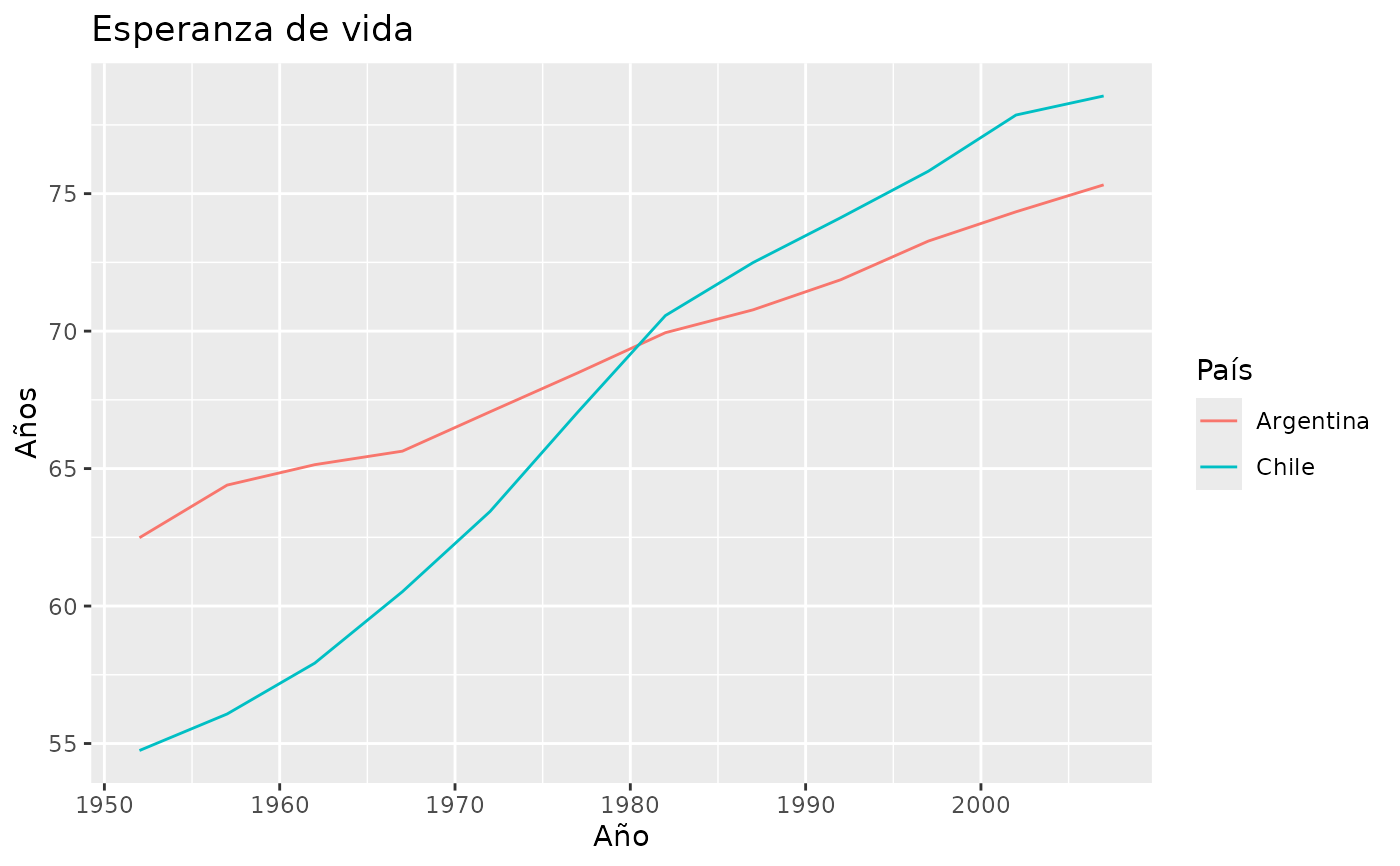 Esperanza de vida
Años
75
70
65
60
55
1950 1960 1970 1980 1990 2000
Año
País
Argentina
Chile